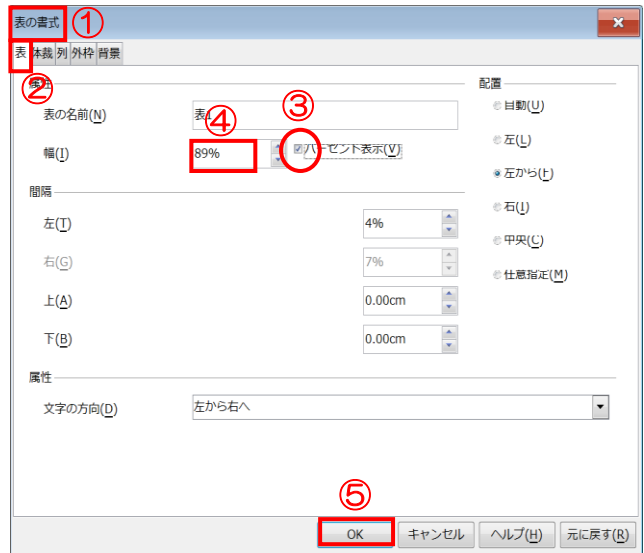 表の書式 ①
表 体裁 列 外枠 背景
②
属性
配置
表の名前(N) 表1
③
④
自動(U)
幅(I) 89% パーセント表示(V)
左(L)
左から(F)
間隔
左(T) 4%
右(I)
右(G) 7%
中央(C)
任意指定(M)
上(A) 0.00cm
下(B) 0.00cm
属性
文字の方向(D) 左から右へ
⑤
OK キャンセル ヘルプ(H) 元に戻す(R)